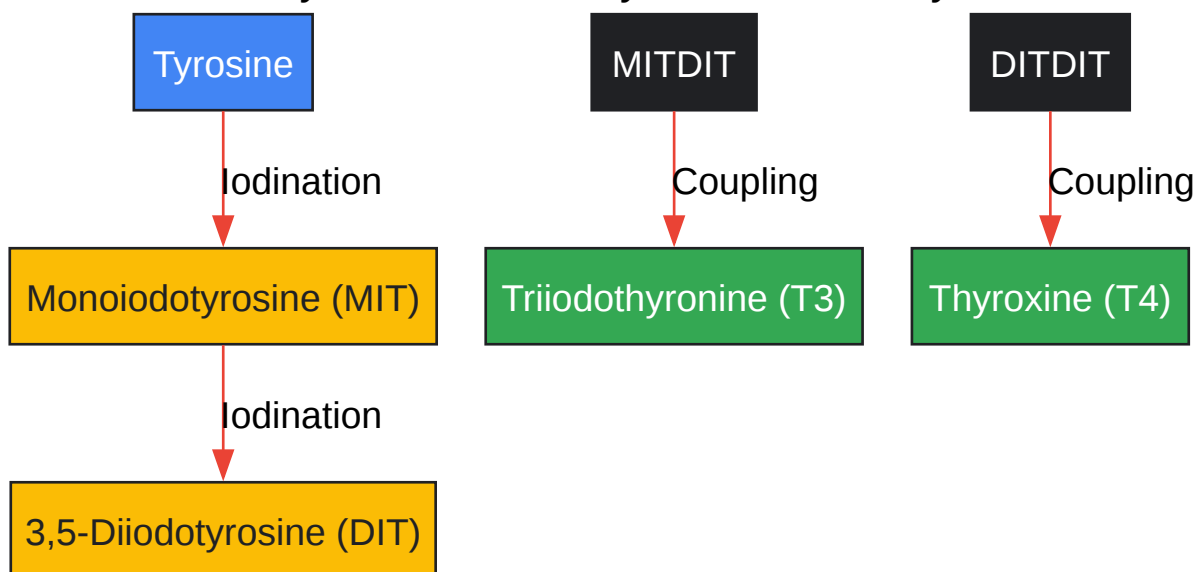 Tyrosine
MITDIT
DITDIT
Iodination
Coupling
Coupling
Monoiodotyrosine (MIT)
Triiodothyronine (T3)
Thyroxine (T4)
Iodination
3,5-Diiodotyrosine (DIT)